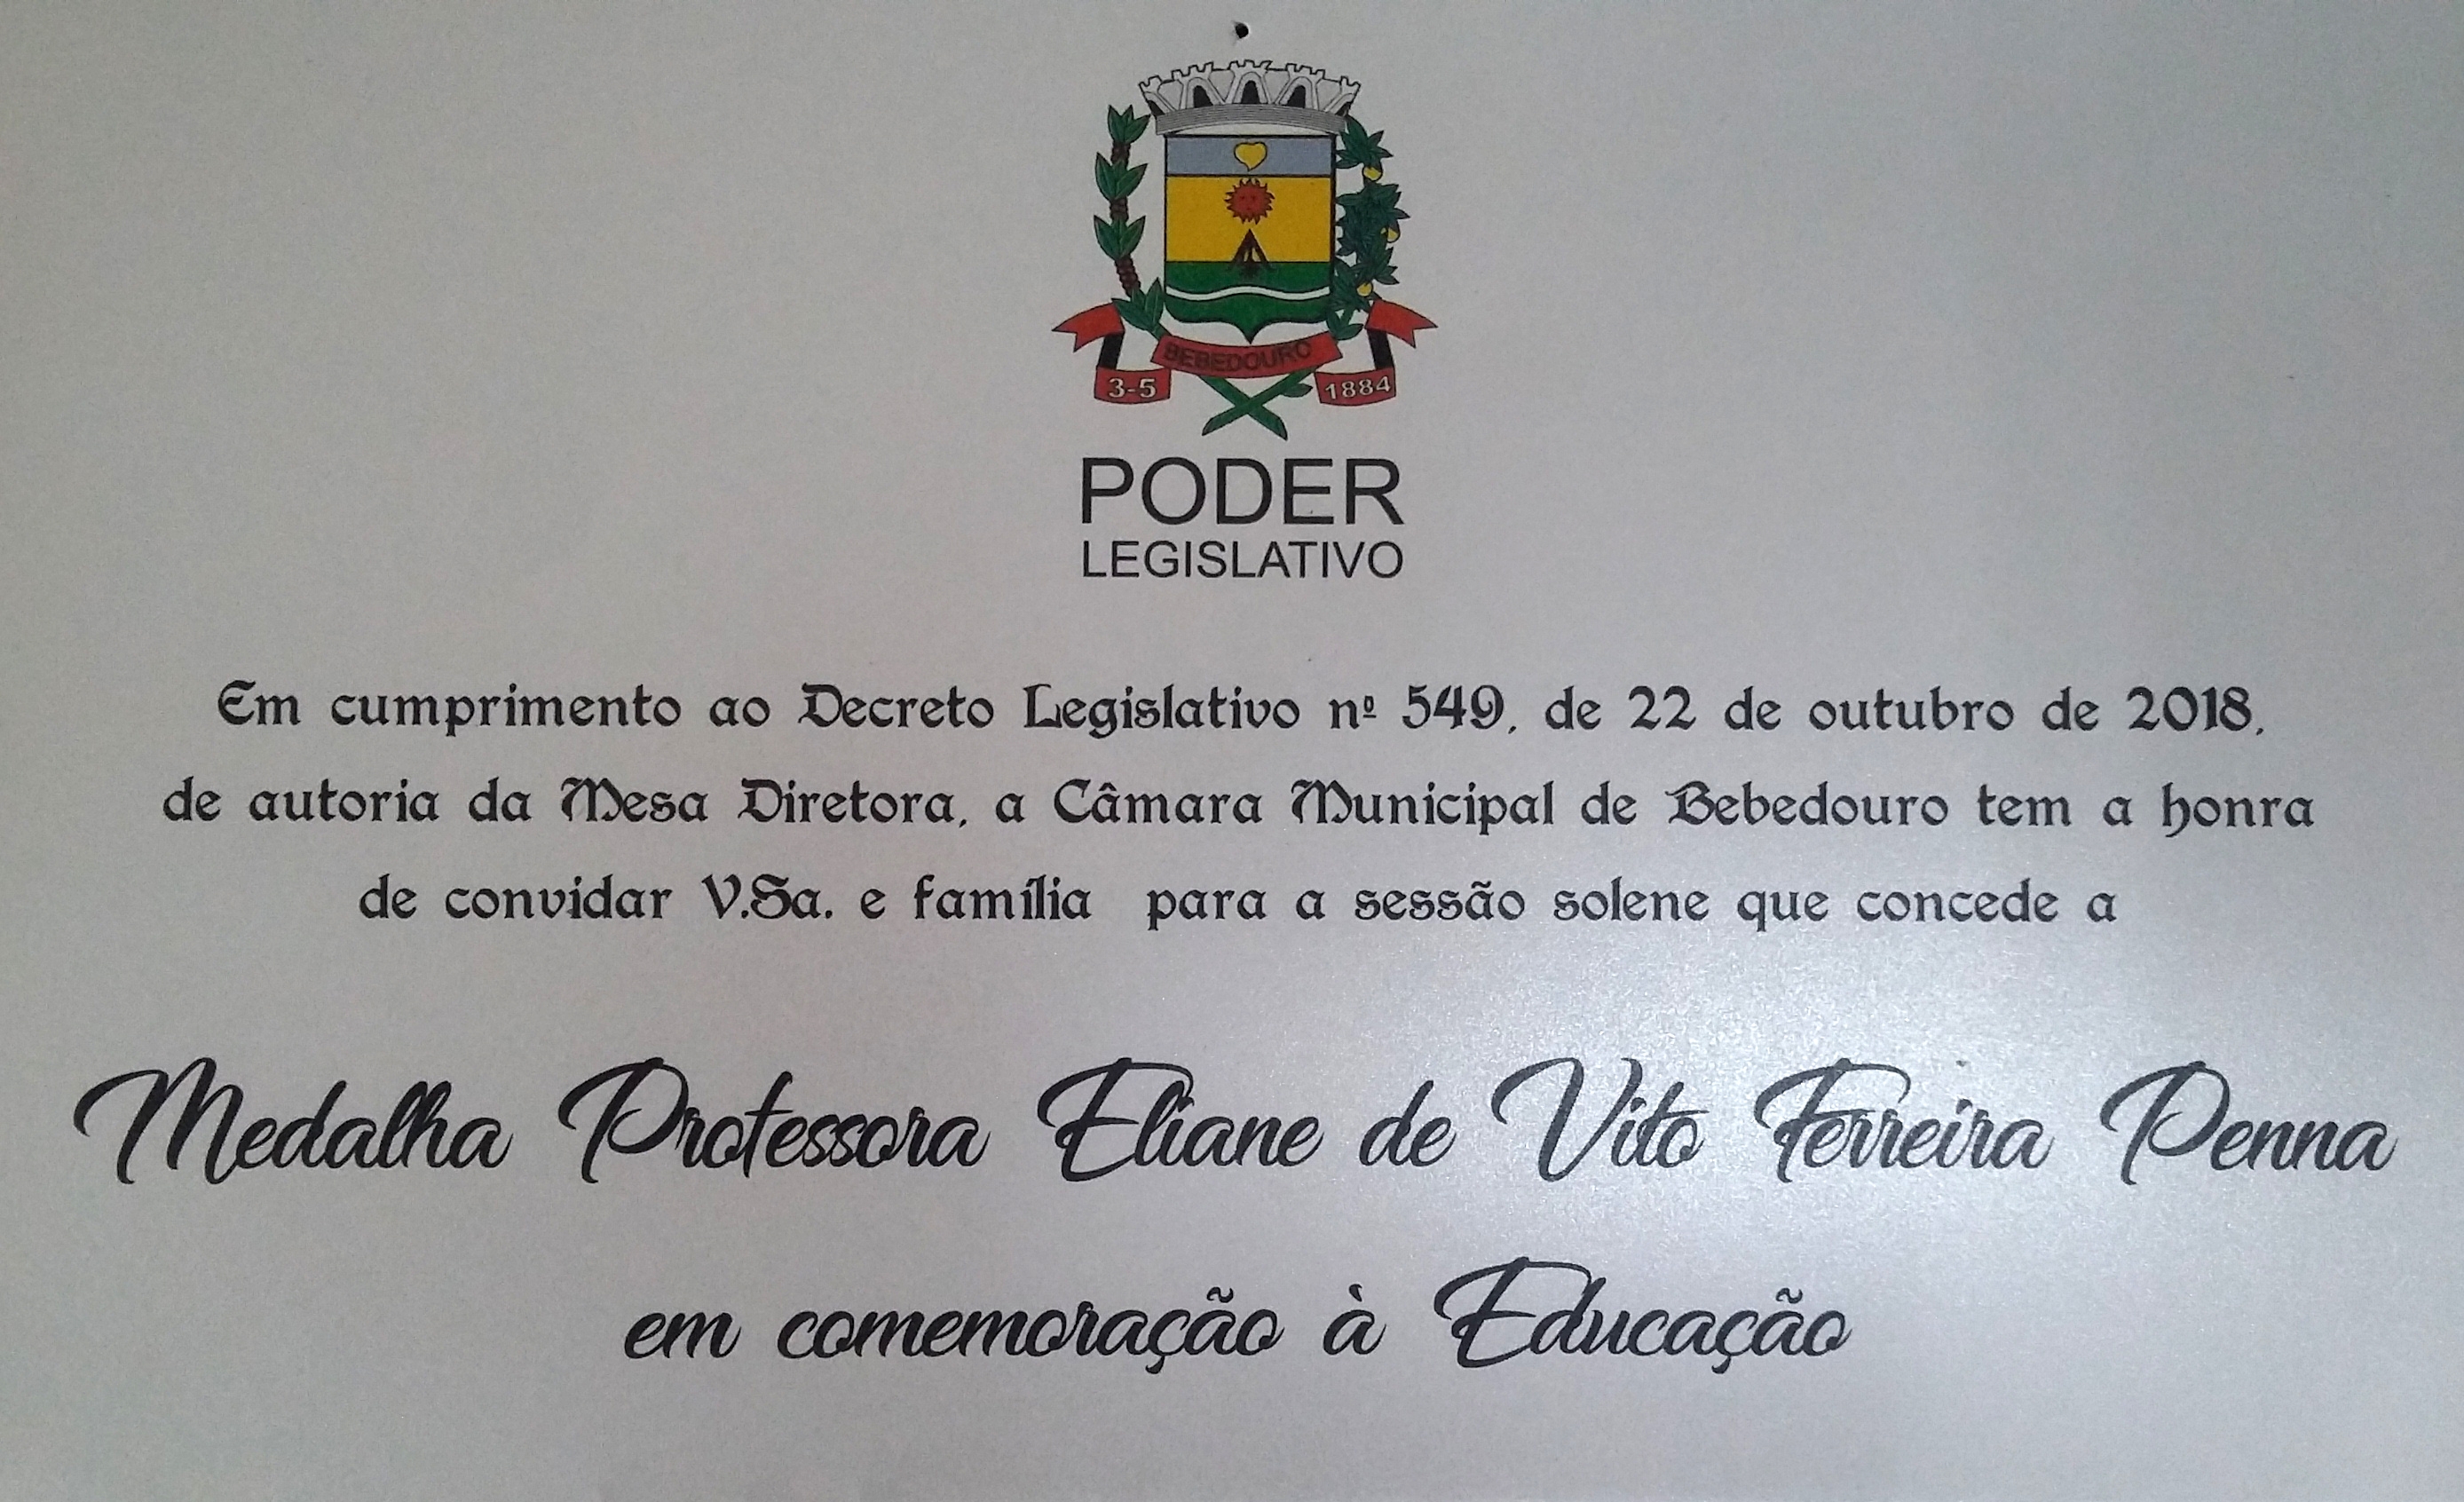 BEBEDOURO
3-5 1884
PODER
LEGISLATIVO
Em cumprimento ao Decreto Legislativo nº 549, de 22 de outubro de 2018,
de autoria da Mesa Diretora, a Câmara Municipal de Bebedouro tem a honra
de convidar V.Sa. e família para a sessão solene que concede a
Medalha Professora Eliane de Vito Ferreira Penna
em comemoração à Educação